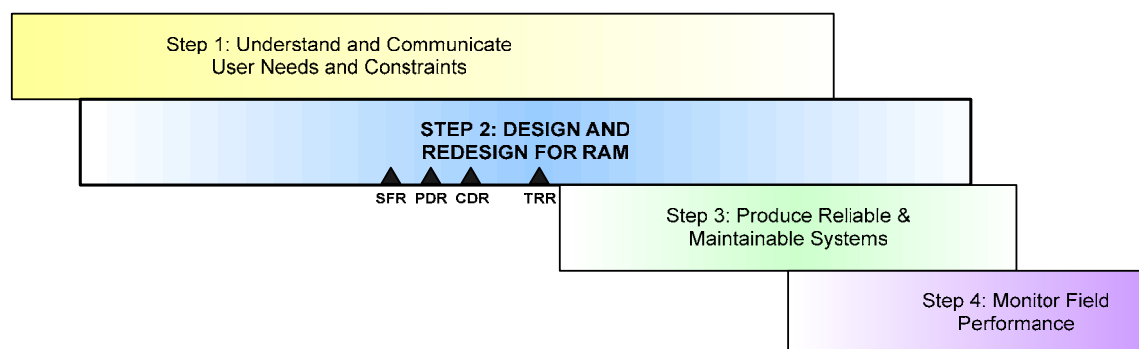 Step 1: Understand and Communicate
User Needs and Constraints
STEP 2: DESIGN AND
REDESIGN FOR RAM
SFR PDR CDR TRR
Step 3: Produce Reliable &
Maintainable Systems
Step 4: Monitor Field
Performance